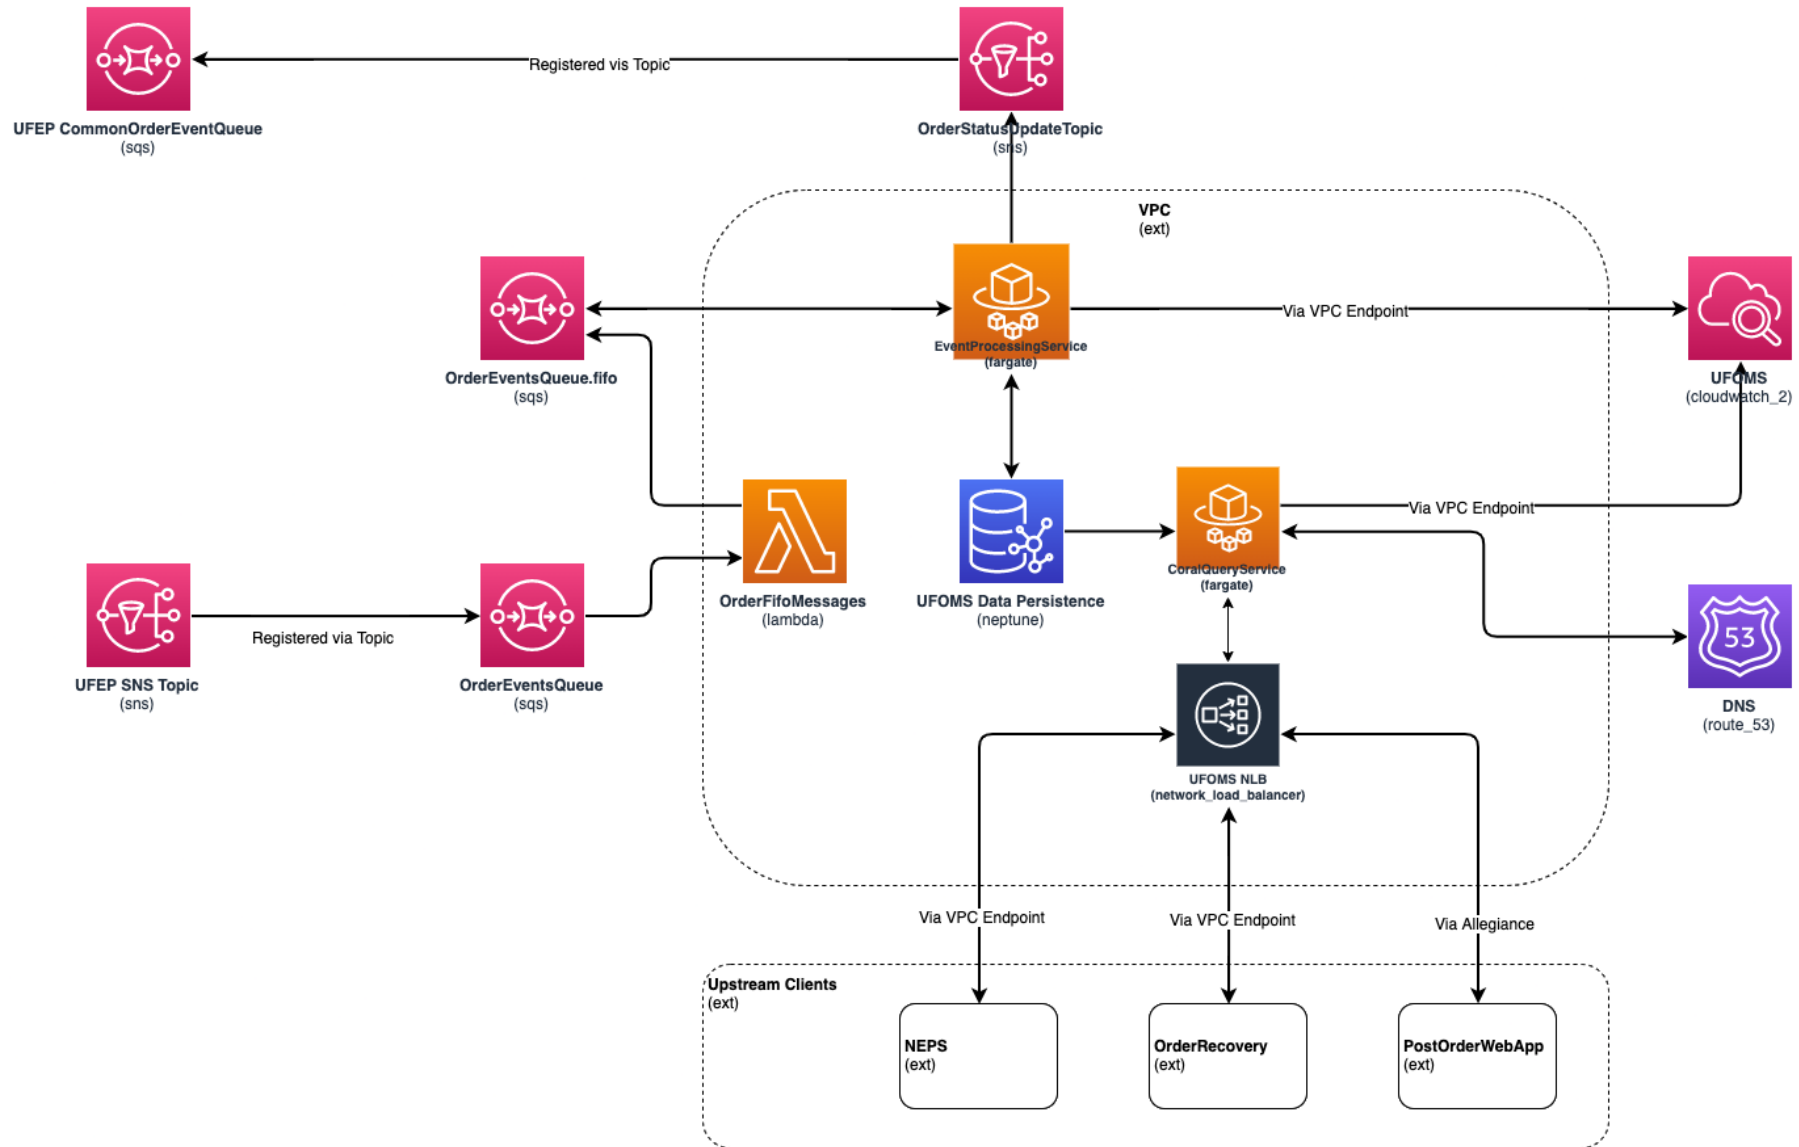 Registered vis Topic
UFEP CommonOrderEventQueue
(sqs)
OrderStatusUpdateTopic
(sns)
VPC
(ext)
Via VPC Endpoint
EventProcessingService
(fargate)
OrderEventsQueue.fifo
(sqs)
UFOMS
(cloudwatch_2)
Via VPC Endpoint
CoralQueryService
(fargate)
OrderFifoMessages
(lambda)
UFOMS Data Persistence
(neptune)
Registered via Topic
UFEP SNS Topic
(sns)
OrderEventsQueue
(sqs)
53
DNS
(route_53)
UFOMS NLB
(network_load_balancer)
Via VPC Endpoint
Via VPC Endpoint
Via Allegiance
Upstream Clients
(ext)
NEPS
(ext)
OrderRecovery
(ext)
PostOrderWebApp
(ext)